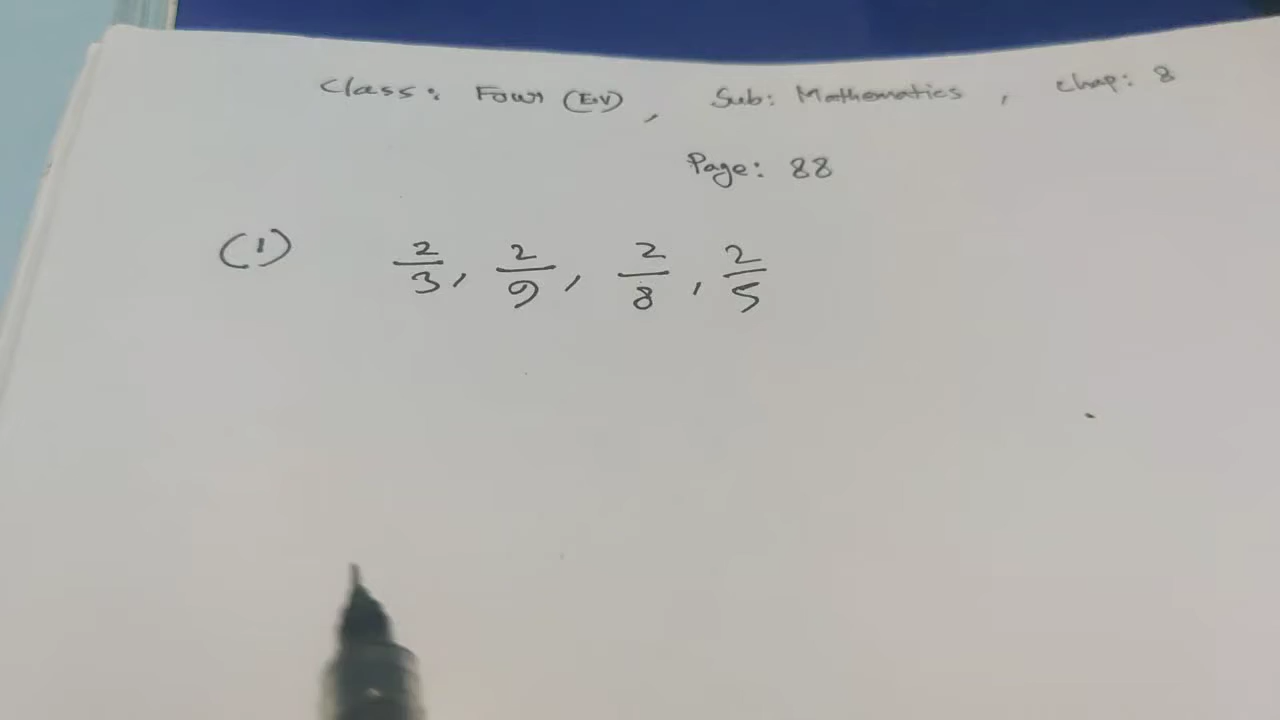 Class: Four (EV), Sub: Mathematics, Chap: 8
Page: 88
(1) 2/3, 2/9, 2/8, 2/5